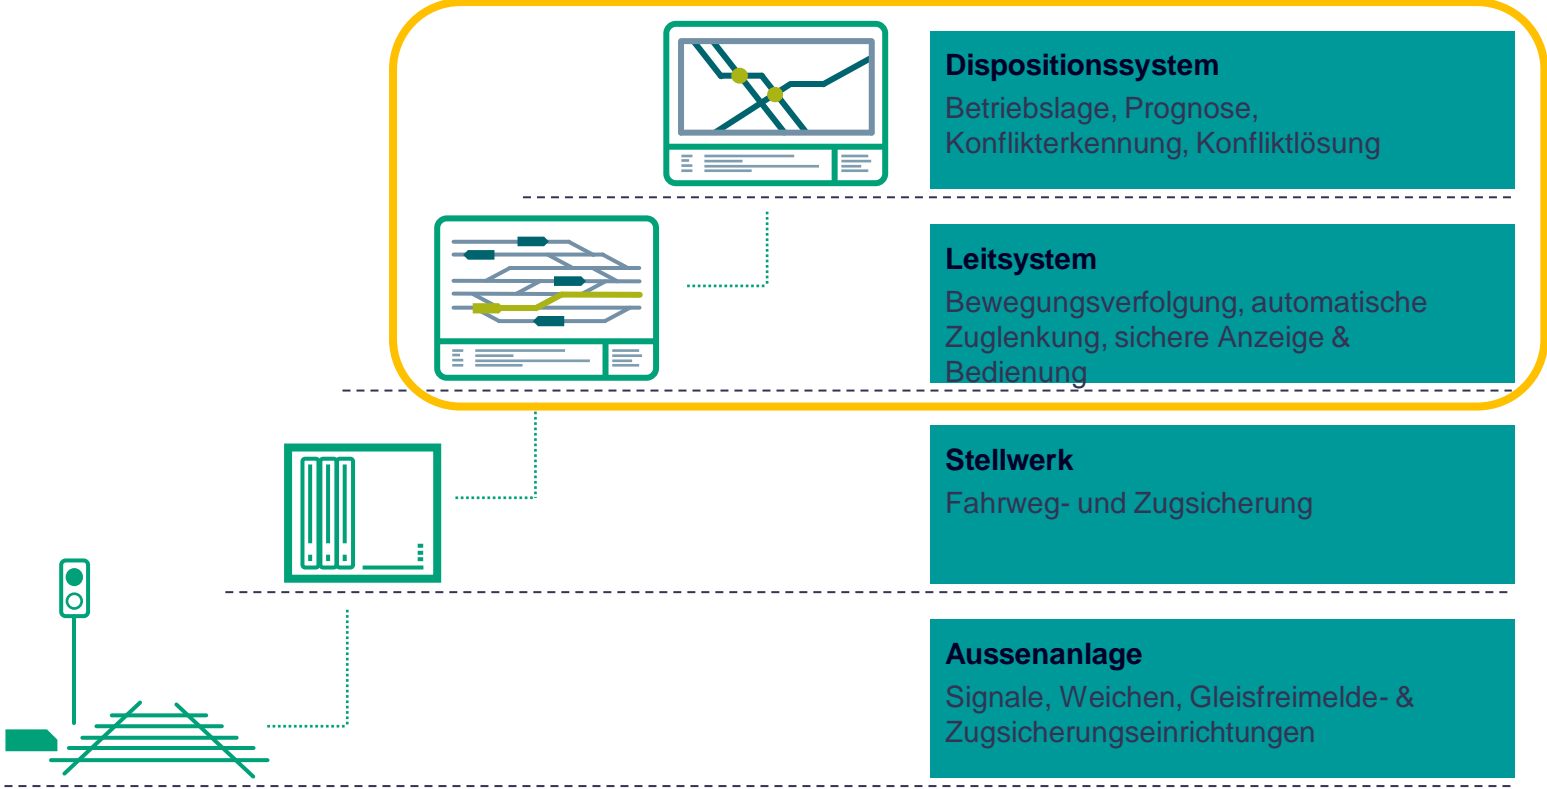 Dispositionssystem
Betriebslage, Prognose,
Konflikterkennung, Konfliktlösung
Leitsystem
Bewegungsverfolgung, automatische
Zuglenkung, sichere Anzeige &
Bedienung
Stellwerk
Fahrweg- und Zugsicherung
Aussenanlage
Signale, Weichen, Gleisfreimelde- &
Zugsicherungseinrichtungen